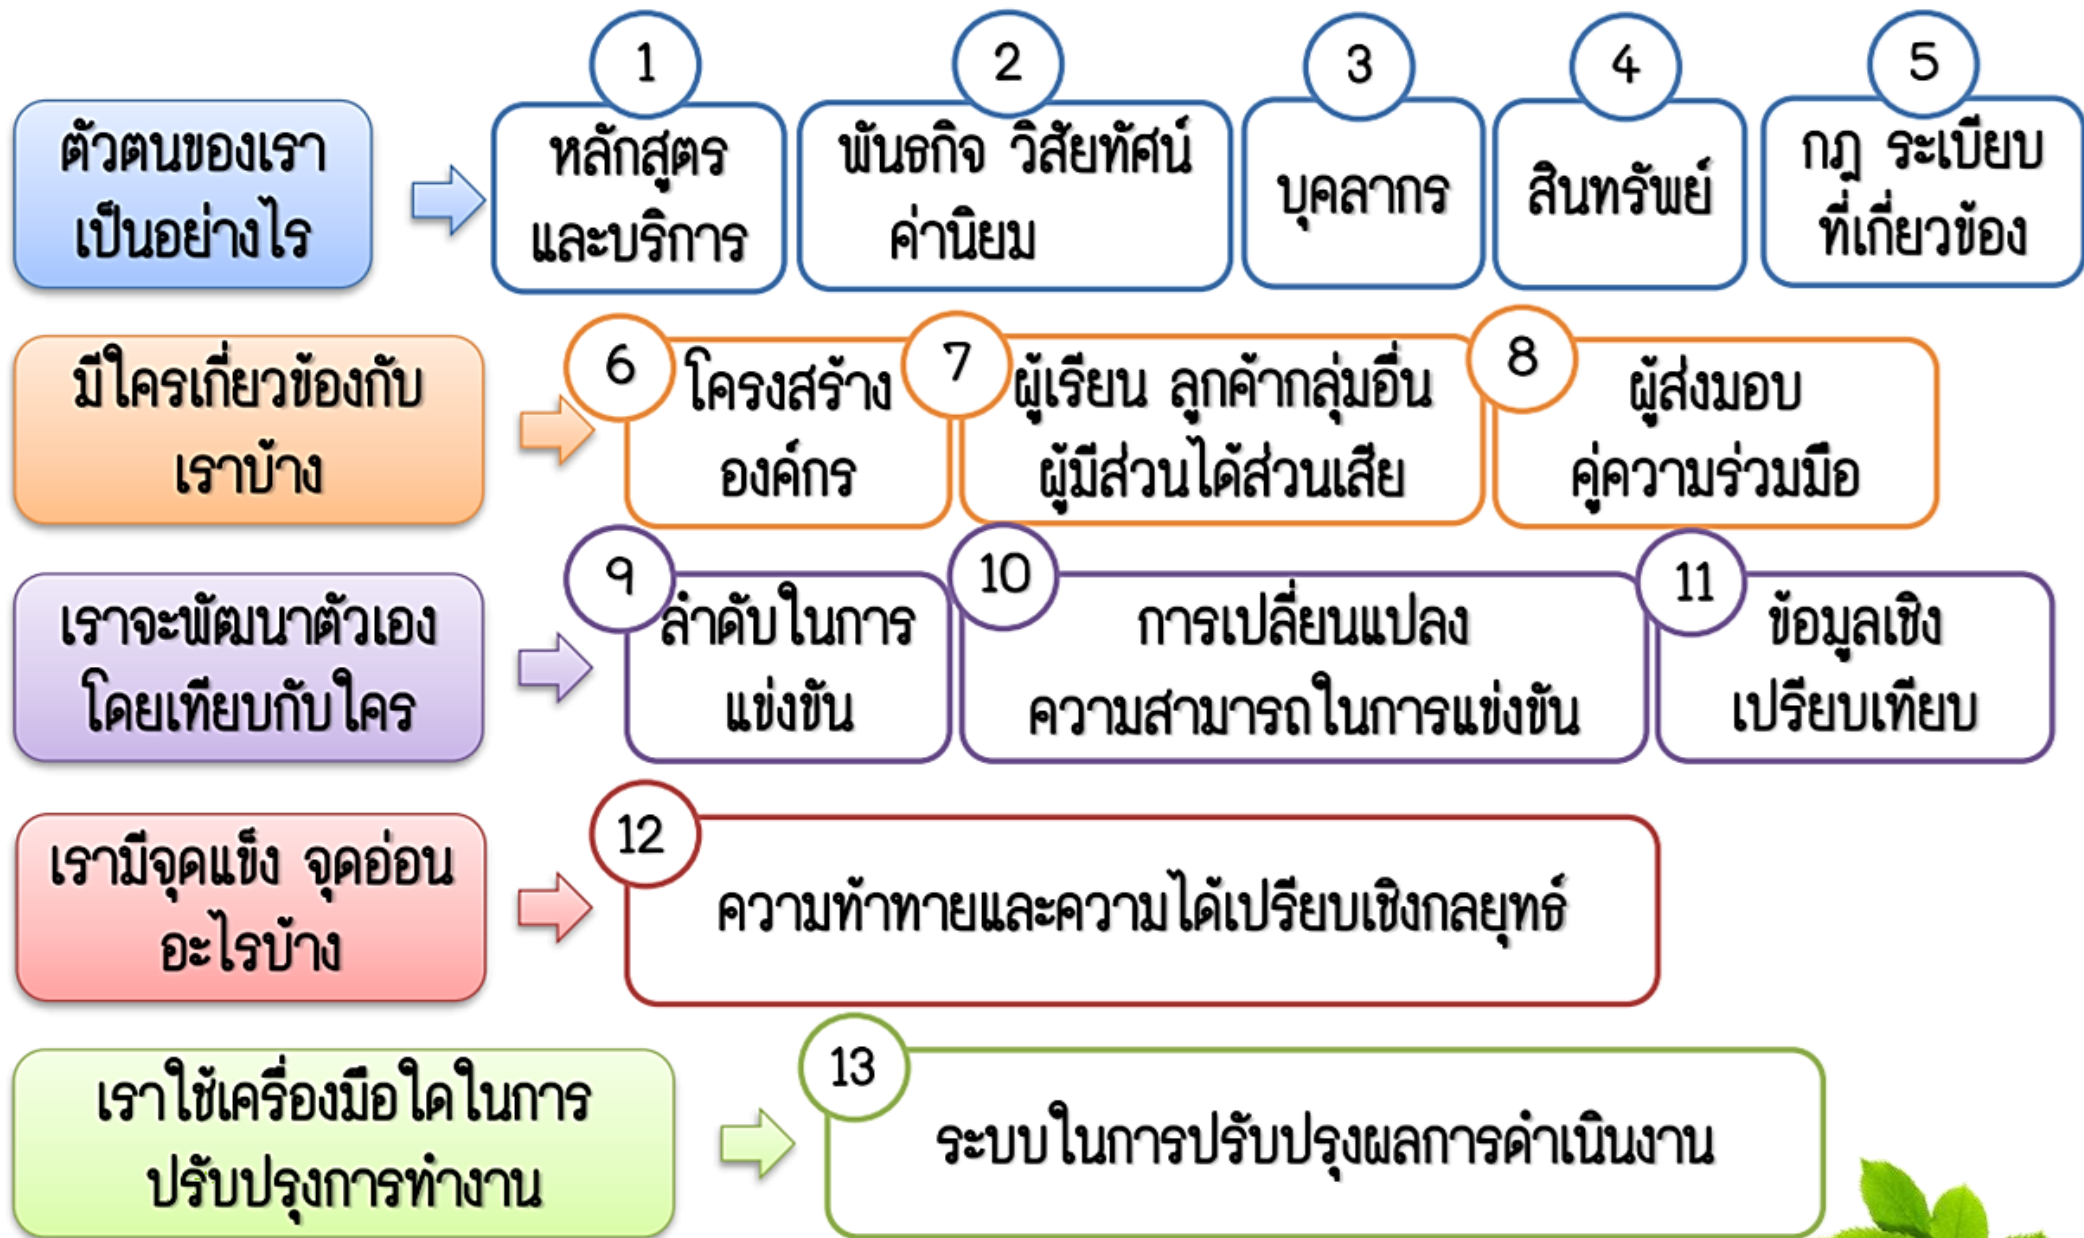 ตัวตนของเรา
เป็นอย่างไร
1
หลักสูตร
และบริการ
2
พันธกิจ วิสัยทัศน์
ค่านิยม
3
บุคลากร
4
สินทรัพย์
5
กฎ ระเบียบ
ที่เกี่ยวข้อง
มีใครเกี่ยวข้องกับ
เราบ้าง
6
โครงสร้าง
องค์กร
7
ผู้เรียน ลูกค้ากลุ่มอื่น
ผู้มีส่วนได้ส่วนเสีย
8
ผู้ส่งมอบ
คู่ความร่วมมือ
เราจะพัฒนาตัวเอง
โดยเทียบกับใคร
9
ลำดับในการ
แข่งขัน
10
การเปลี่ยนแปลง
ความสามารถในการแข่งขัน
11
ข้อมูลเชิง
เปรียบเทียบ
เรามีจุดแข็ง จุดอ่อน
อะไรบ้าง
12
ความท้าทายและความได้เปรียบเชิงกลยุทธ์
เราใช้เครื่องมือใดในการ
ปรับปรุงการทำงาน
13
ระบบในการปรับปรุงผลการดำเนินงาน